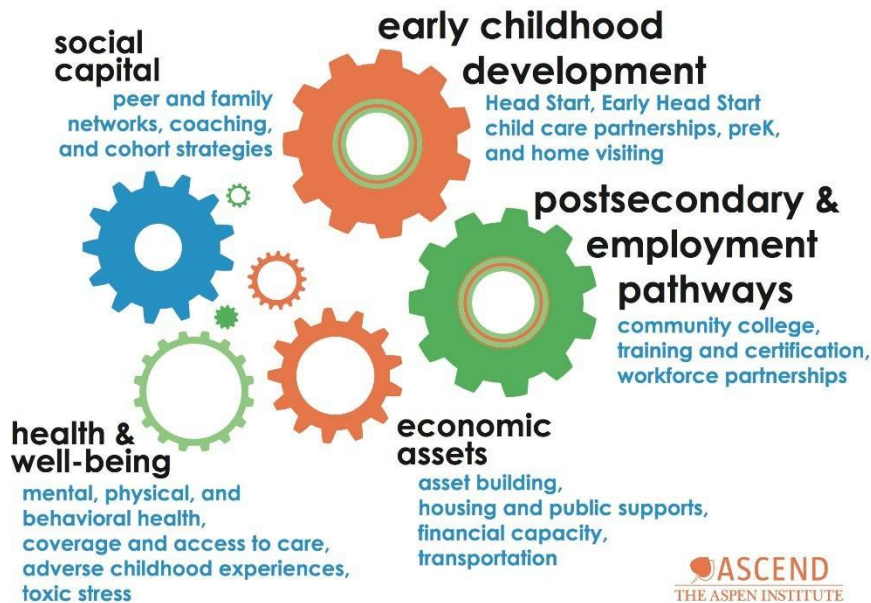 social
capital
peer and family
networks, coaching,
and cohort strategies
early childhood
development
Head Start, Early Head Start
child care partnerships, preK,
and home visiting
postsecondary &
employment
pathways
community college,
training and certification,
workforce partnerships
health &
well-being
mental, physical, and
behavioral health,
coverage and access to care,
adverse childhood experiences,
toxic stress
economic
assets
asset building,
housing and public supports,
financial capacity,
transportation
ASCEND
THE ASPEN INSTITUTE